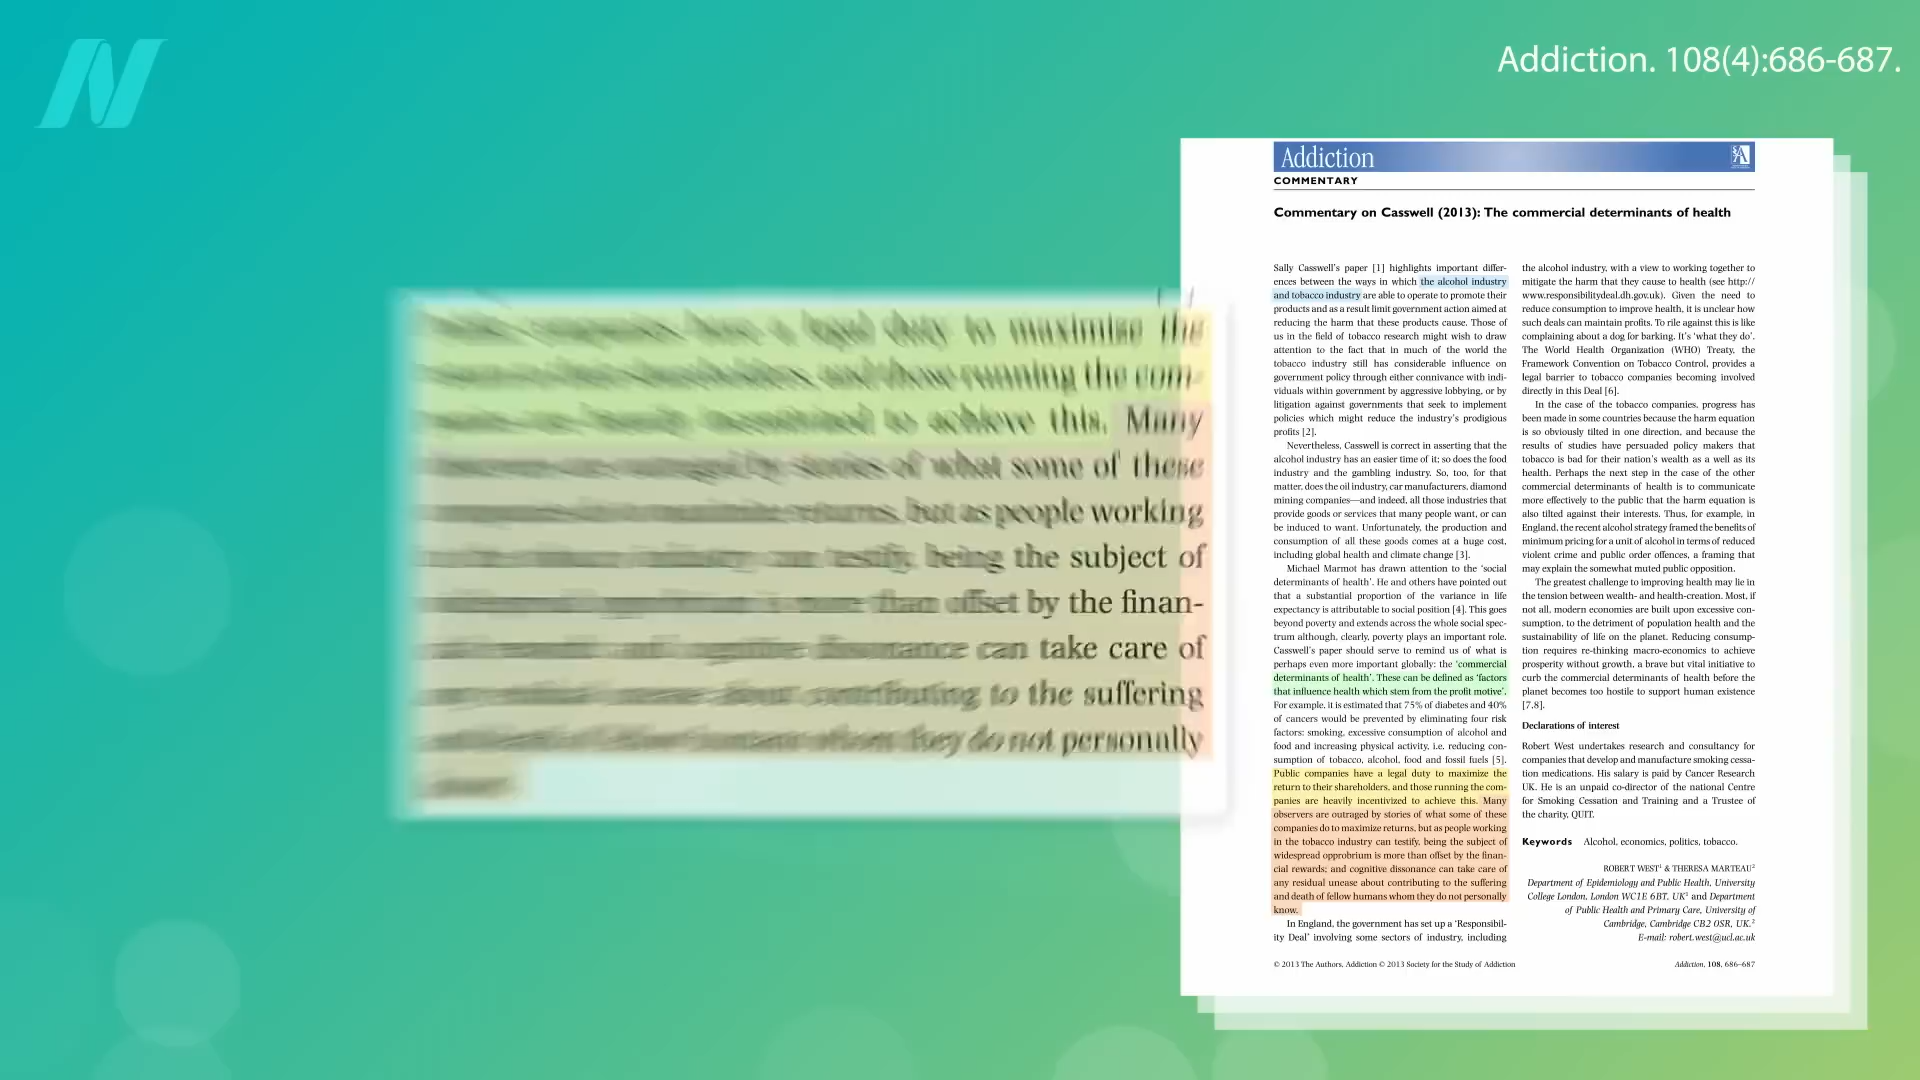 Addiction. 108(4):686-687.
Addiction
COMMENTARY
Commentary on Casswell (2013): The commercial determinants of health
Sally Casswell's paper [1] highlights important differ-
ences between the ways in which the alcohol industry
and tobacco industry are able to operate to promote their
products and as a result limit government action aimed at
reducing the harm that these products cause. Those of
us in the field of tobacco research might wish to draw
attention to the fact that in much of the world the
tobacco industry still has considerable influence on
government policy through either connivance with indi-
viduals within government by aggressive lobbying, or by
litigation against governments that seek to implement
policies which might reduce the industry's prodigious
profits [2].
Nevertheless, Casswell is correct in asserting that the
alcohol industry has an easier time of it; so does the food
industry and the gambling industry. So, too, for that
matter, does the oil industry, car manufacturers, diamond
mining companies—and indeed, all those industries that
provide goods or services that many people want, or can
be induced to want. Unfortunately, the production and
consumption of all these goods comes at a huge cost,
including global health and climate change [3].
Michael Marmot has drawn attention to the 'social
determinants of health'. He and others have pointed out
that a substantial proportion of the variance in life
expectancy is attributable to social position [4]. This goes
beyond poverty and extends across the whole social spec-
trum although, clearly, poverty plays an important role.
Casswell's paper should serve to remind us of what is
perhaps even more important globally: the 'commercial
determinants of health'. These can be defined as 'factors
that influence health which stem from the profit motive'.
For example, it is estimated that 75% of diabetes and 40%
of cancers would be prevented by eliminating four risk
factors: smoking, excessive consumption of alcohol and
food and increasing physical activity, i.e. reducing con-
sumption of tobacco, alcohol, food and fossil fuels [5].
Public companies have a legal duty to maximize the
return to their shareholders, and those running the com-
panies are heavily incentivized to achieve this. Many
observers are outraged by stories of what some of these
companies do to maximize returns, but as people working
in the tobacco industry can testify, being the subject of
widespread opprobrium is more than offset by the finan-
cial rewards; and cognitive dissonance can take care of
any residual unease about contributing to the suffering
and death of fellow humans whom they do not personally
know.
In England, the government has set up a 'Responsibil-
ity Deal' involving some sectors of industry, including
the alcohol industry, with a view to working together to
mitigate the harm that they cause to health (see http://
www.responsibilitydeal.dh.gov.uk). Given the need to
reduce consumption to improve health, it is unclear how
such deals can maintain profits. To rile against this is like
complaining about a dog for barking. It's 'what they do'.
The World Health Organization (WHO) Treaty, the
Framework Convention on Tobacco Control, provides a
legal barrier to tobacco companies becoming involved
directly in this Deal [6].
In the case of the tobacco companies, progress has
been made in some countries because the harm equation
is so obviously tilted in one direction, and because the
results of studies have persuaded policy makers that
tobacco is bad for their nation's wealth as well as its
health. Perhaps the next step in the case of the other
commercial determinants of health is to communicate
more effectively to the public that the harm equation is
also tilted against their interests. Thus, for example, in
England, the recent alcohol strategy framed the benefits of
minimum pricing for a unit of alcohol in terms of reduced
violent crime and public order offences, a framing that
may explain the somewhat muted public opposition.
The greatest challenge to improving health may lie in
the tension between wealth- and health-creation. Most, if
not all, modern economies are built upon excessive con-
sumption, to the detriment of population health and the
sustainability of life on the planet. Reducing consump-
tion requires re-thinking macro-economics to achieve
prosperity without growth, a brave but vital initiative to
curb the commercial determinants of health before the
planet becomes too hostile to support human existence
[7,8].
Declarations of interest
Robert West undertakes research and consultancy for
companies that develop and manufacture smoking cessa-
tion medications. His salary is paid by Cancer Research
UK. He is an unpaid co-director of the national Centre
for Smoking Cessation and Training and a Trustee of
the charity, QUIT.
Keywords Alcohol, economics, politics, tobacco.
ROBERT WEST¹ & THERESA MARTEAU²
Department of Epidemiology and Public Health, University
College London, London WC1E 6BT, UK¹ and Department
of Public Health and Primary Care, University of
Cambridge, Cambridge CB2 0SR, UK.²
E-mail: robert.west@ucl.ac.uk
© 2013 The Authors, Addiction © 2013 Society for the Study of Addiction
Addiction, 108, 686–687
companies have a legal duty to maximize the
shareholders, and those running the com-
to achieve this. Many
by stories of what some of these
returns, but as people working
can testify, being the subject of
is more than offset by the finan-
cognitive dissonance can take care of
about contributing to the suffering
humans whom they do not personally